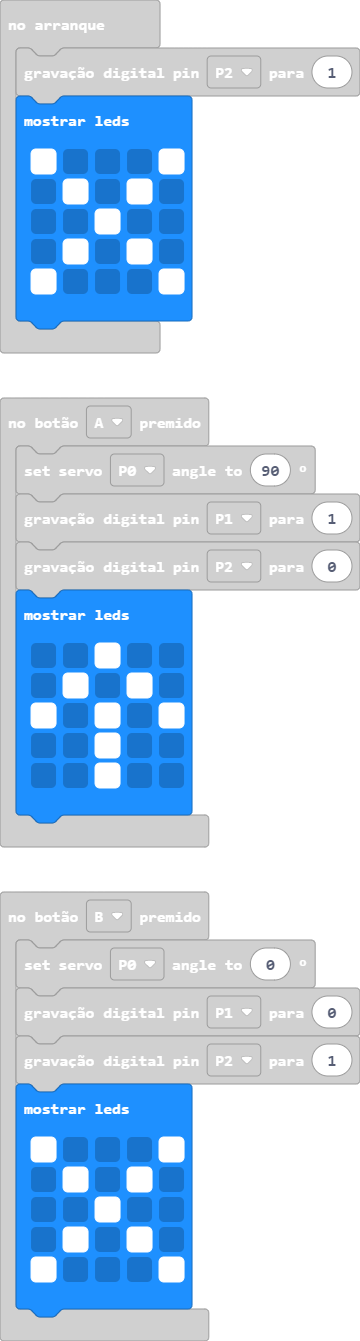 no arranque
gravação digital pin P2 para 1
mostrar leds
no botão A premido
set servo P0 angle to 90 °
gravação digital pin P1 para 1
gravação digital pin P2 para 0
mostrar leds
no botão B premido
set servo P0 angle to 0 °
gravação digital pin P1 para 0
gravação digital pin P2 para 1
mostrar leds